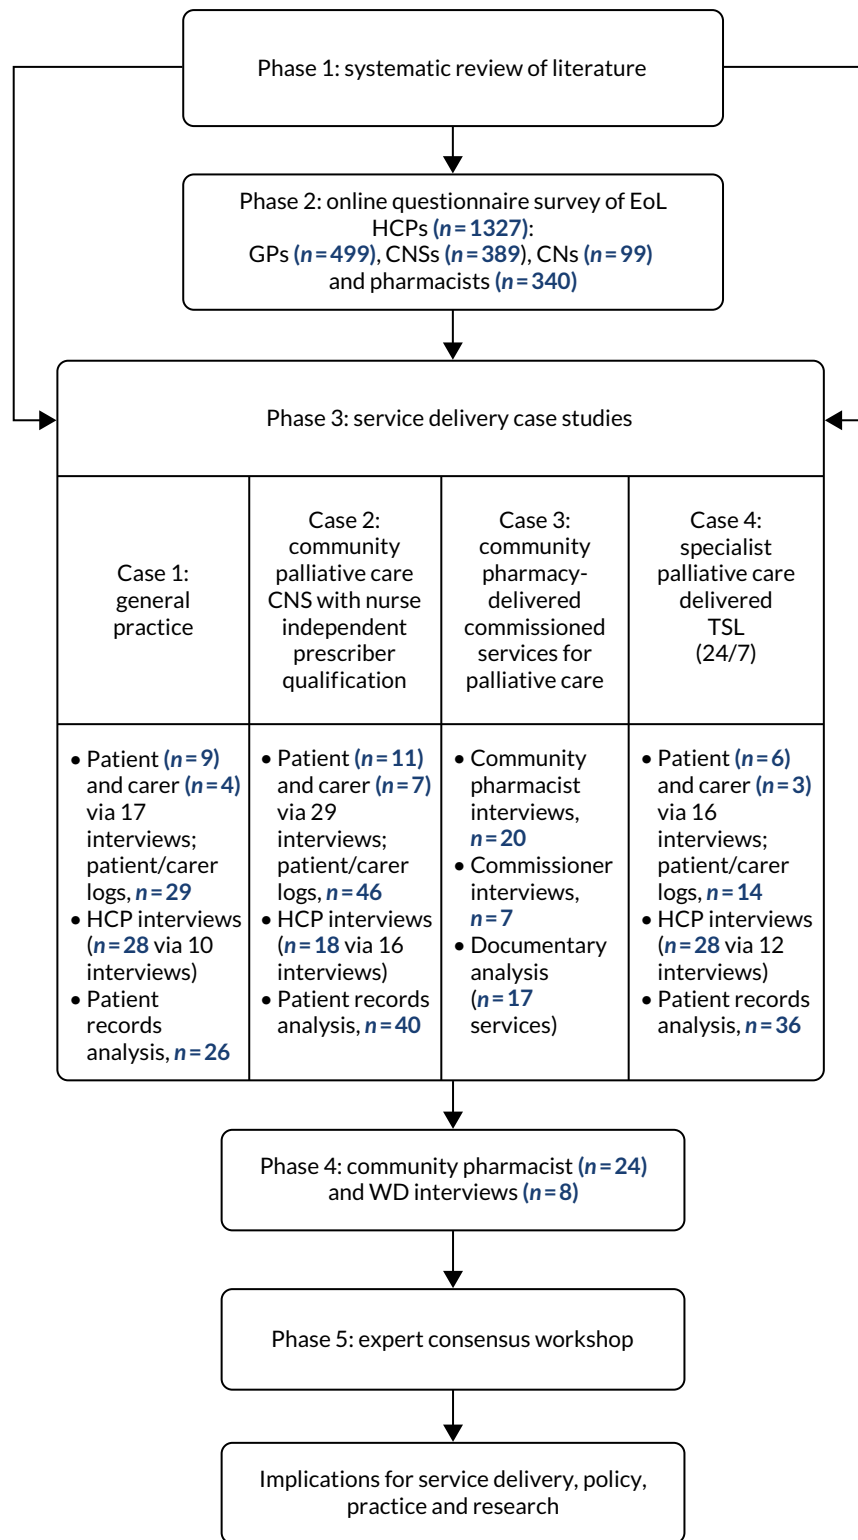 Phase 1: systematic review of literature
Phase 2: online questionnaire survey of EoL
HCPs (n=1327):
GPs (n=499), CNSs (n=389), CNs (n=99)
and pharmacists (n=340)
Phase 3: service delivery case studies
Case 1:
general
practice
Case 2:
community
palliative care
CNS with nurse
independent
prescriber
qualification
Case 3:
community
pharmacy-
delivered
commissioned
services for
palliative care
Case 4:
specialist
palliative care
delivered
TSL
(24/7)
• Patient (n=9)
and carer (n=4)
via 17
interviews;
patient/carer
logs, n=29
• HCP interviews
(n=28 via 10
interviews)
• Patient
records
analysis, n=26
• Patient (n=11)
and carer (n=7)
via 29
interviews;
patient/carer
logs, n=46
• HCP interviews
(n=18 via 16
interviews)
• Patient records
analysis, n=40
• Community
pharmacist
interviews,
n=20
• Commissioner
interviews,
n=7
• Documentary
analysis
(n=17
services)
• Patient (n=6)
and carer (n=3)
via 16
interviews;
patient/carer
logs, n=14
• HCP interviews
(n=28 via 12
interviews)
• Patient records
analysis, n=36
Phase 4: community pharmacist (n=24)
and WD interviews (n=8)
Phase 5: expert consensus workshop
Implications for service delivery, policy,
practice and research